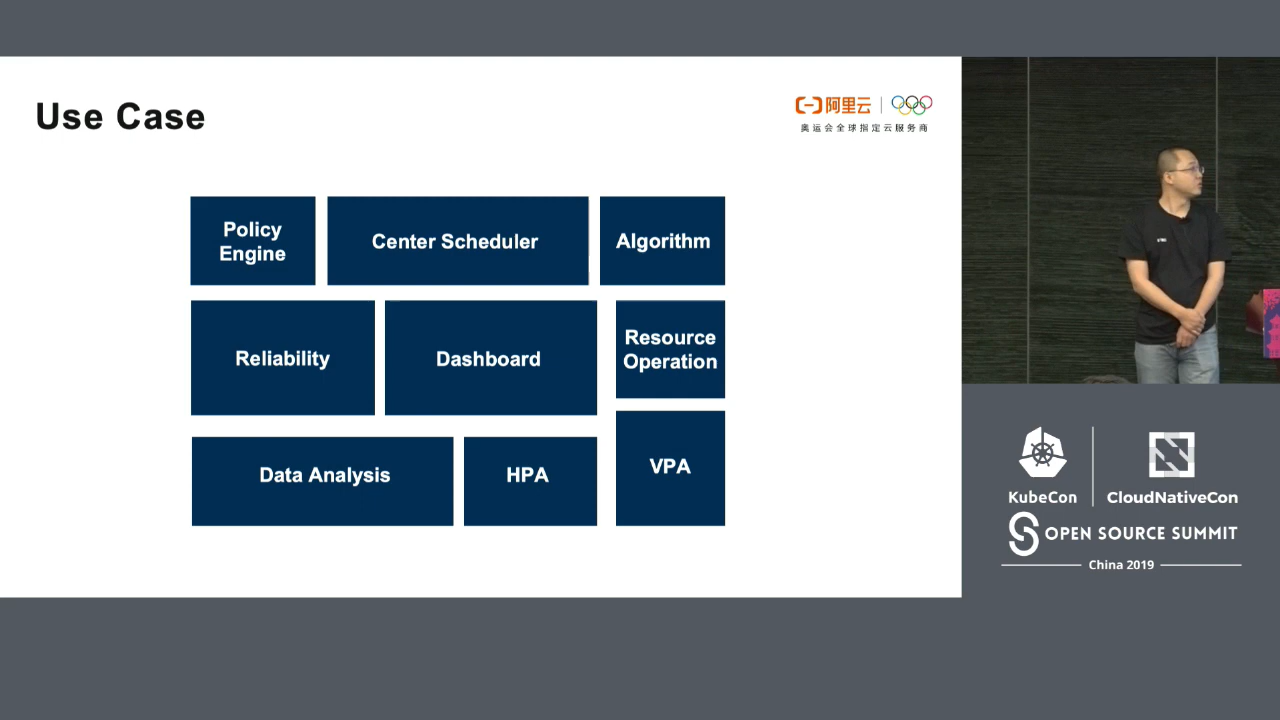 Use Case
阿里云
奥运会全球指定云服务商
Policy
Engine
Center Scheduler
Algorithm
Reliability
Dashboard
Resource
Operation
Data Analysis
HPA
VPA
KubeCon
CloudNativeCon
OPEN SOURCE SUMMIT
China 2019